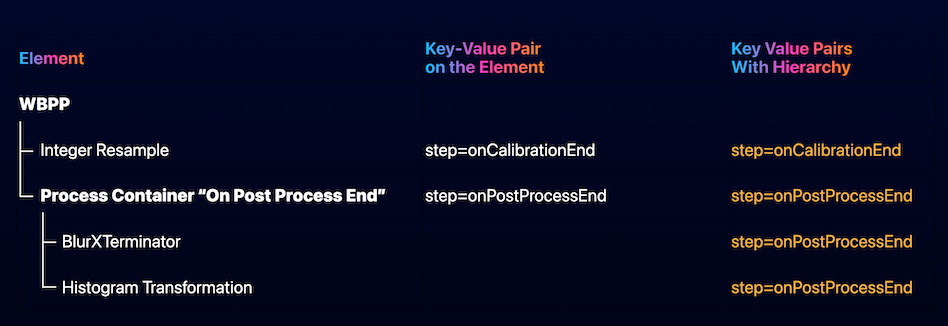 Element
Key-Value Pair
on the Element
Key Value Pairs
With Hierarchy
WBPP
Integer Resample step=onCalibrationEnd step=onCalibrationEnd
Process Container “On Post Process End” step=onPostProcessEnd step=onPostProcessEnd
BlurXTerminator step=onPostProcessEnd
Histogram Transformation step=onPostProcessEnd